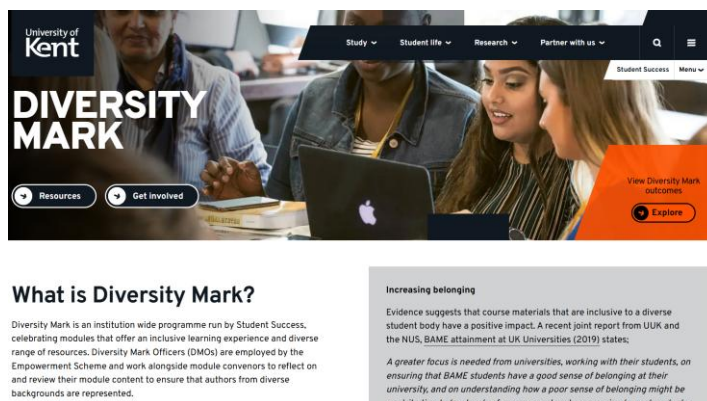 University of
Kent
Study
Student life
Research
Partner with us
Student Success
Menu
DIVERSITY
MARK
Resources
Get involved
View Diversity Mark
outcomes
Explore
What is Diversity Mark?
Diversity Mark is an institution wide programme run by Student Success,
celebrating modules that offer an inclusive learning experience and diverse
range of resources. Diversity Mark Officers (DMOs) are employed by the
Empowerment Scheme and work alongside module convenors to reflect on
and review their module content to ensure that authors from diverse
backgrounds are represented.
Increasing belonging
Evidence suggests that course materials that are inclusive to a diverse
student body have a positive impact. A recent joint report from UUK and
the NUS, BAME attainment at UK Universities (2019) states;
A greater focus is needed from universities, working with their students, on
ensuring that BAME students have a good sense of belonging at their
university, and on understanding how a poor sense of belonging might be